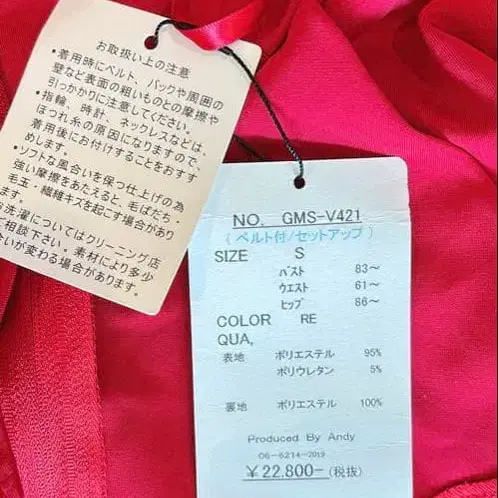 お取扱い上の注意
・着用時にベルト、バックや周囲の
壁など表面の粗いものとの摩擦や
引っかかりに注意してください。
・指輪、時計、ネックレスなどは、
ほつれ糸の原因になりますので、
着用後にお付けすることをおすす
めします。
・ソフトな風合いを保つ仕上げの為
強い摩擦をあたえると、毛ばだち・
毛玉・繊維キズを起こす場合があり
ます。
お洗濯についてはクリーニング店
ご相談下さい。素材により多少
合いが変わる場合があります。
NO. GMS-V421
(ベルト付/セットアップ)
SIZE S
バスト 83～
ウエスト 61～
ヒップ 86～
COLOR RE
QUA,
表地 ポリエステル 95%
ポリウレタン 5%
裏地 ポリエステル 100%
Produced By Andy
06-6214-2019
￥22,800-(税抜)